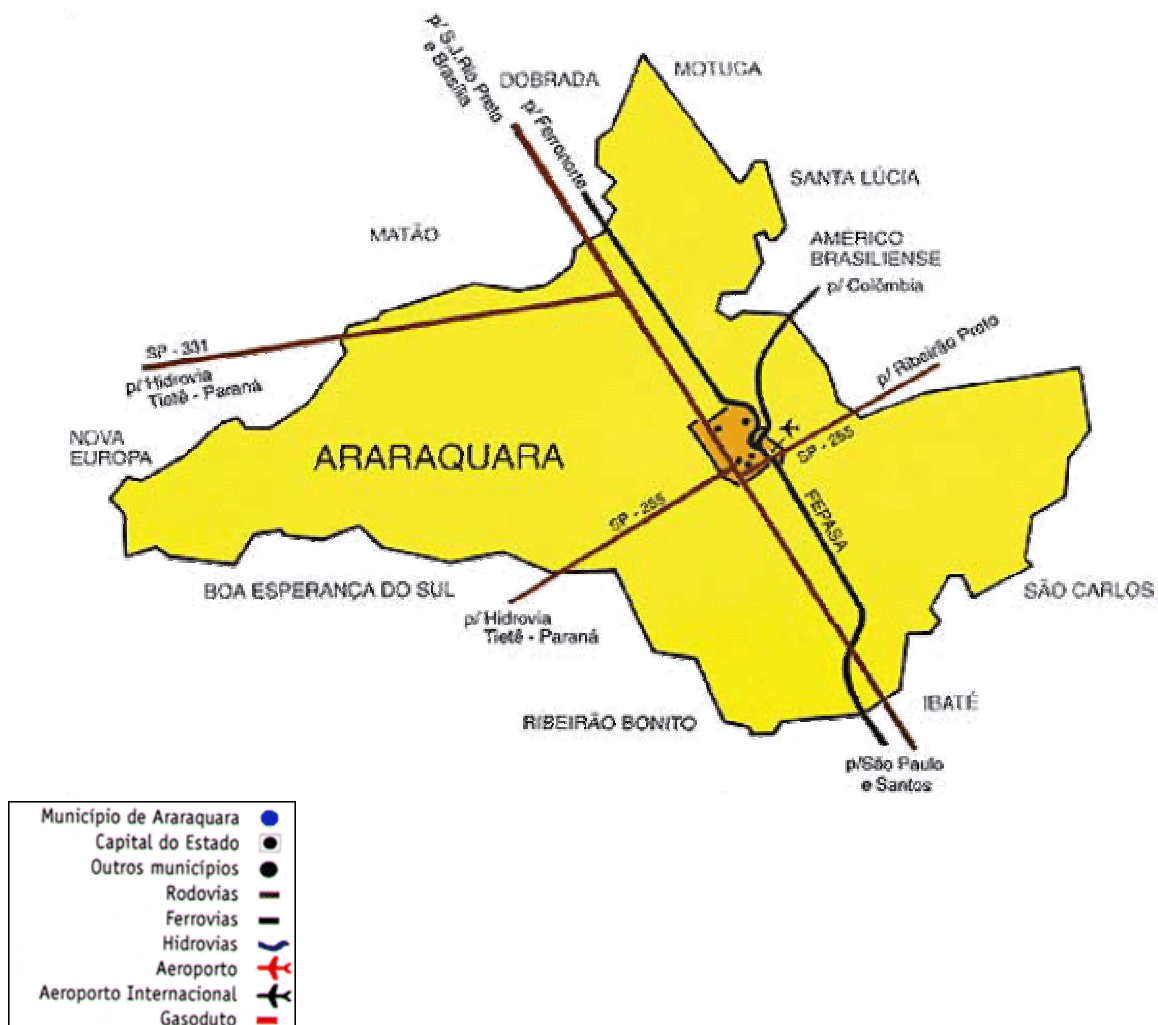 p/ S.J.Rio Preto
e Brasília
DOBRADA
MOTUCA
p/ Ferronorte
SANTA LÚCIA
MATÃO
AMÉRICO
BRASILIENSE
p/ Colômbia
SP - 331
p/ Hidrovia
Tietê - Paraná
p/ Ribeirão Preto
NOVA
EUROPA
ARARAQUARA
SP - 255
SP - 255
FEPASA
BOA ESPERANÇA DO SUL
SÃO CARLOS
p/ Hidrovia
Tietê - Paraná
IBATÉ
RIBEIRÃO BONITO
p/São Paulo
e Santos
Município de Araraquara
Capital do Estado
Outros municípios
Rodovias
Ferrovias
Hidrovias
Aeroporto
Aeroporto Internacional
Gasoduto